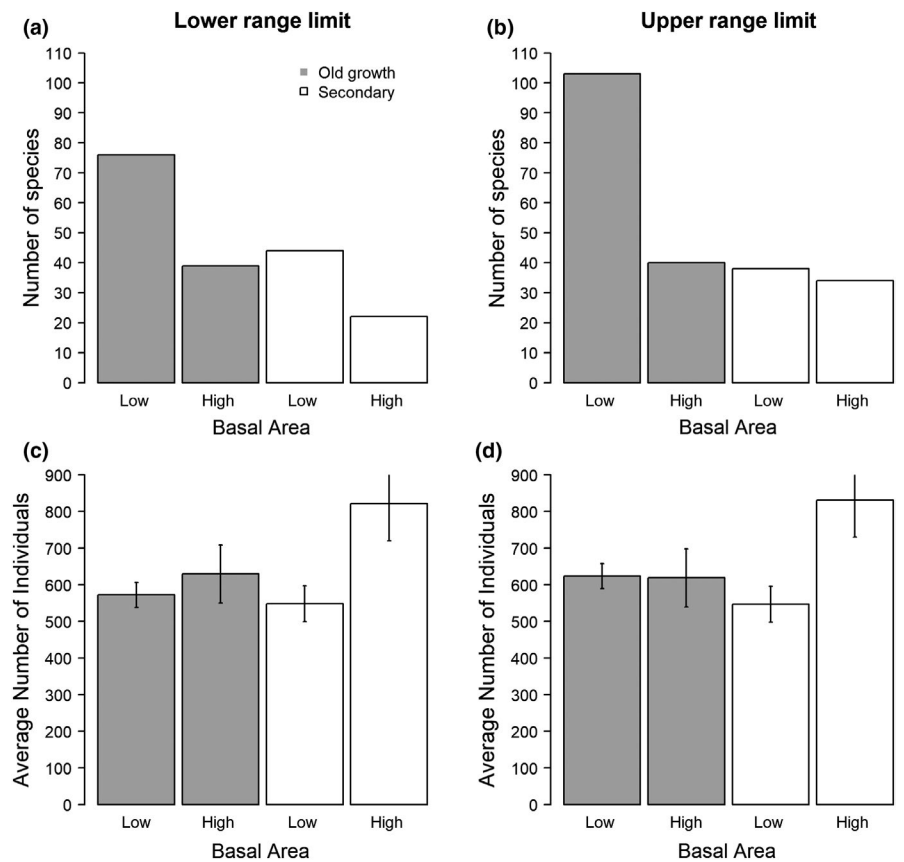 (a)
Lower range limit
Number of species
110
100
90
80
70
60
50
40
30
20
10
0
Old growth
Secondary
Low
High
Low
High
Basal Area
(b)
Upper range limit
Number of species
110
100
90
80
70
60
50
40
30
20
10
0
Low
High
Low
High
Basal Area
(c)
Average Number of Individuals
900
800
700
600
500
400
300
200
100
0
Low
High
Low
High
Basal Area
(d)
Average Number of Individuals
900
800
700
600
500
400
300
200
100
0
Low
High
Low
High
Basal Area